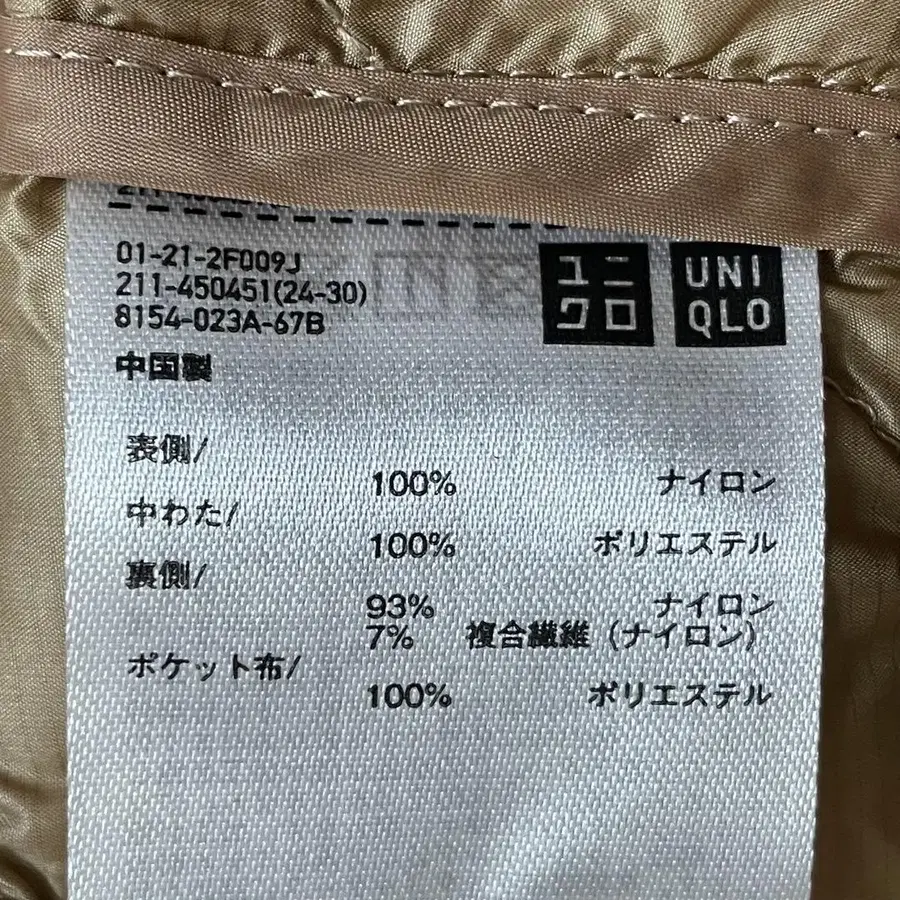 01-21-2F009J
211-450451(24-30)
8154-023A-67B
ユニ
クロ
UNI
QLO
中国製
表側/
100% ナイロン
中わた/
100% ポリエステル
裏側/
93% ナイロン
7% 複合繊維(ナイロン)
ポケット布/
100% ポリエステル